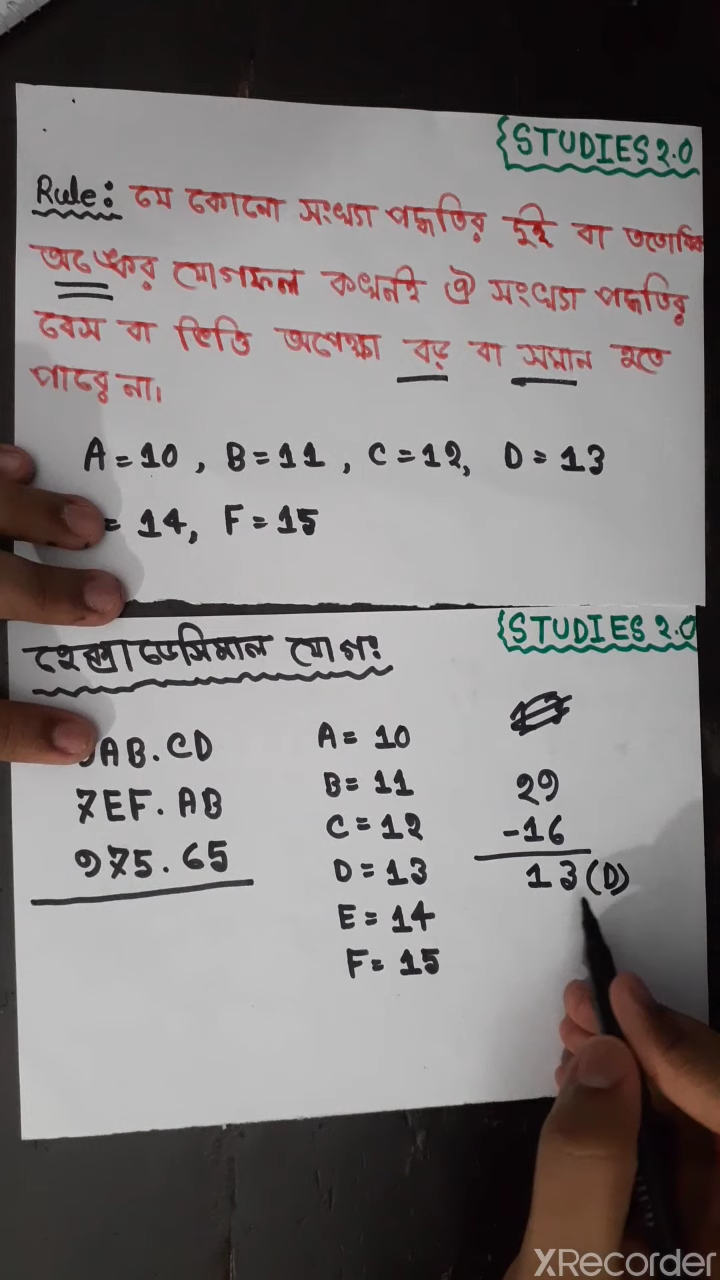 {STUDIES 2.0
Rule: যে কোনো সংখ্যা পদ্ধতির দুই বা ততোধিক
অঙ্কের যোগফল কখনই ঐ সংখ্যা পদ্ধতির
বেস বা ভিত্তি অপেক্ষা বড় বা সমান হতে
পারবে না।
A = 10, B = 11, C = 12, D = 13
= 14, F = 15
{STUDIES 2.0
হেক্সাডেসিমাল যোগঃ
AB.CD
7EF.AB
975.65
A = 10
B = 11
C = 12
D = 13
E = 14
F = 15
29
-16
13(D)
XRecorder